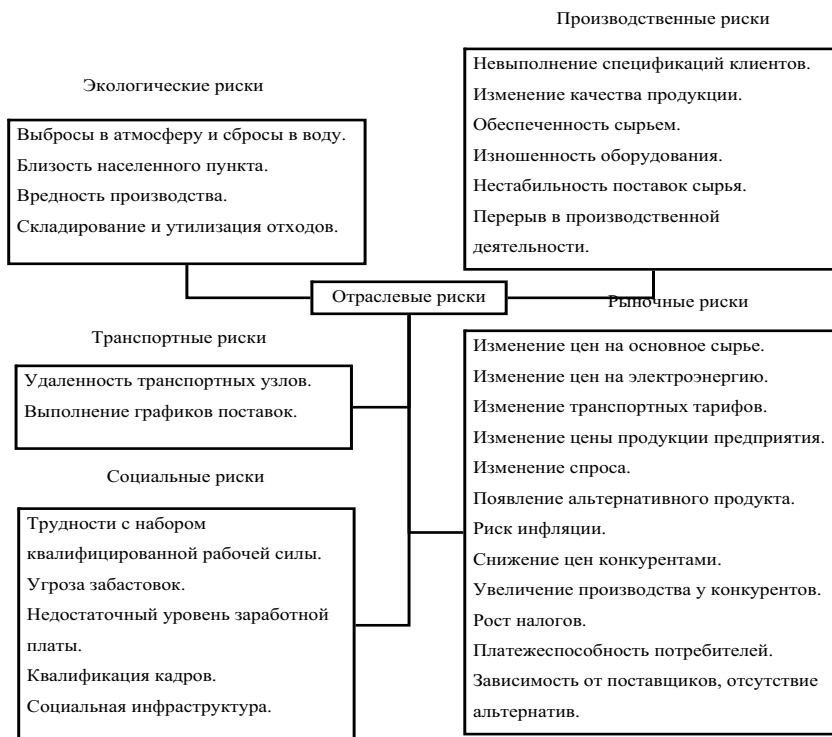 Производственные риски
Невыполнение спецификаций клиентов.
Изменение качества продукции.
Обеспеченность сырьем.
Изношенность оборудования.
Нестабильность поставок сырья.
Перерыв в производственной
деятельности.
Экологические риски
Выбросы в атмосферу и сбросы в воду.
Близость населенного пункта.
Вредность производства.
Складирование и утилизация отходов.
Отраслевые риски
Рыночные риски
Изменение цен на основное сырье.
Изменение цен на электроэнергию.
Изменение транспортных тарифов.
Изменение цены продукции предприятия.
Изменение спроса.
Появление альтернативного продукта.
Риск инфляции.
Снижение цен конкурентами.
Увеличение производства у конкурентов.
Рост налогов.
Платежеспособность потребителей.
Зависимость от поставщиков, отсутствие
альтернатив.
Транспортные риски
Удаленность транспортных узлов.
Выполнение графиков поставок.
Социальные риски
Трудности с набором
квалифицированной рабочей силы.
Угроза забастовок.
Недостаточный уровень заработной
платы.
Квалификация кадров.
Социальная инфраструктура.